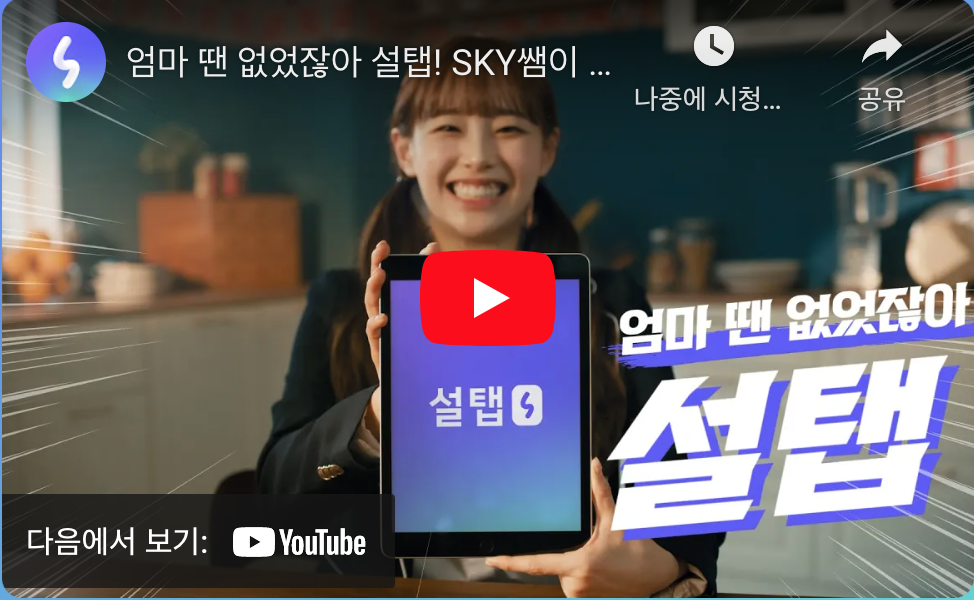 엄마 땐 없었잖아 설탭! SKY쌤이 ...
나중에 시청...
공유
설탭
엄마 땐 없었잖아
설탭
다음에서 보기: YouTube